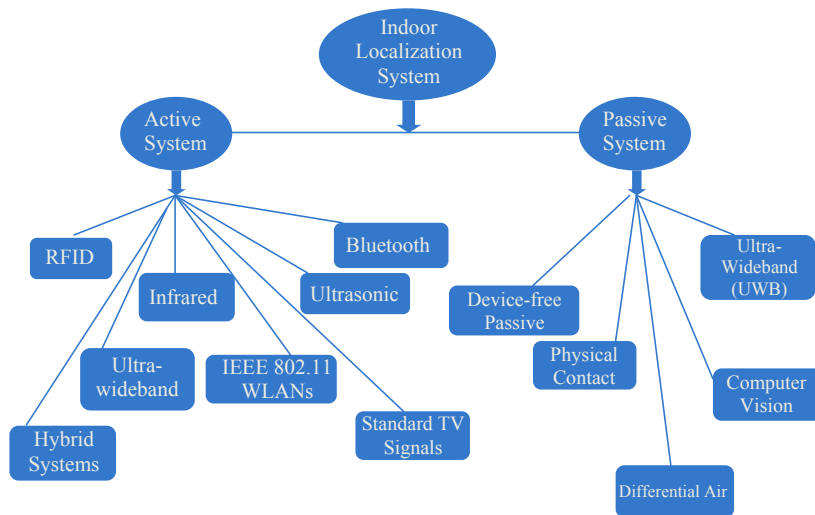 Indoor
Localization
System
Active
System
Passive
System
RFID
Infrared
Bluetooth
Ultrasonic
Ultra-
wideband
IEEE 802.11
WLANs
Hybrid
Systems
Standard TV
Signals
Device-free
Passive
Physical
Contact
Ultra-
Wideband
(UWB)
Computer
Vision
Differential Air